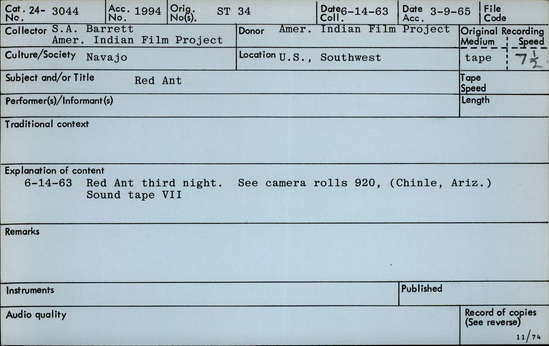 Cat. 24- 3044 Acc. No. 1994 Orig. No(s). ST 34 Date Coll. 6-14-63 Date Acc. 3-9-65 File Code
No.
Collector S.A. Barrett
Amer. Indian Film Project
Donor Amer. Indian Film Project
Original Recording
Medium Speed
Culture/Society Navajo
Location U.S., Southwest
tape 7 1/2
Subject and/or Title Red Ant
Tape Speed
Performer(s)/Informant(s)
Length
Traditional context
Explanation of content
6-14-63 Red Ant third night. See camera rolls 920, (Chinle, Ariz.)
Sound tape VII
Remarks
Instruments
Published
Audio quality
Record of copies
(See reverse)
11/74